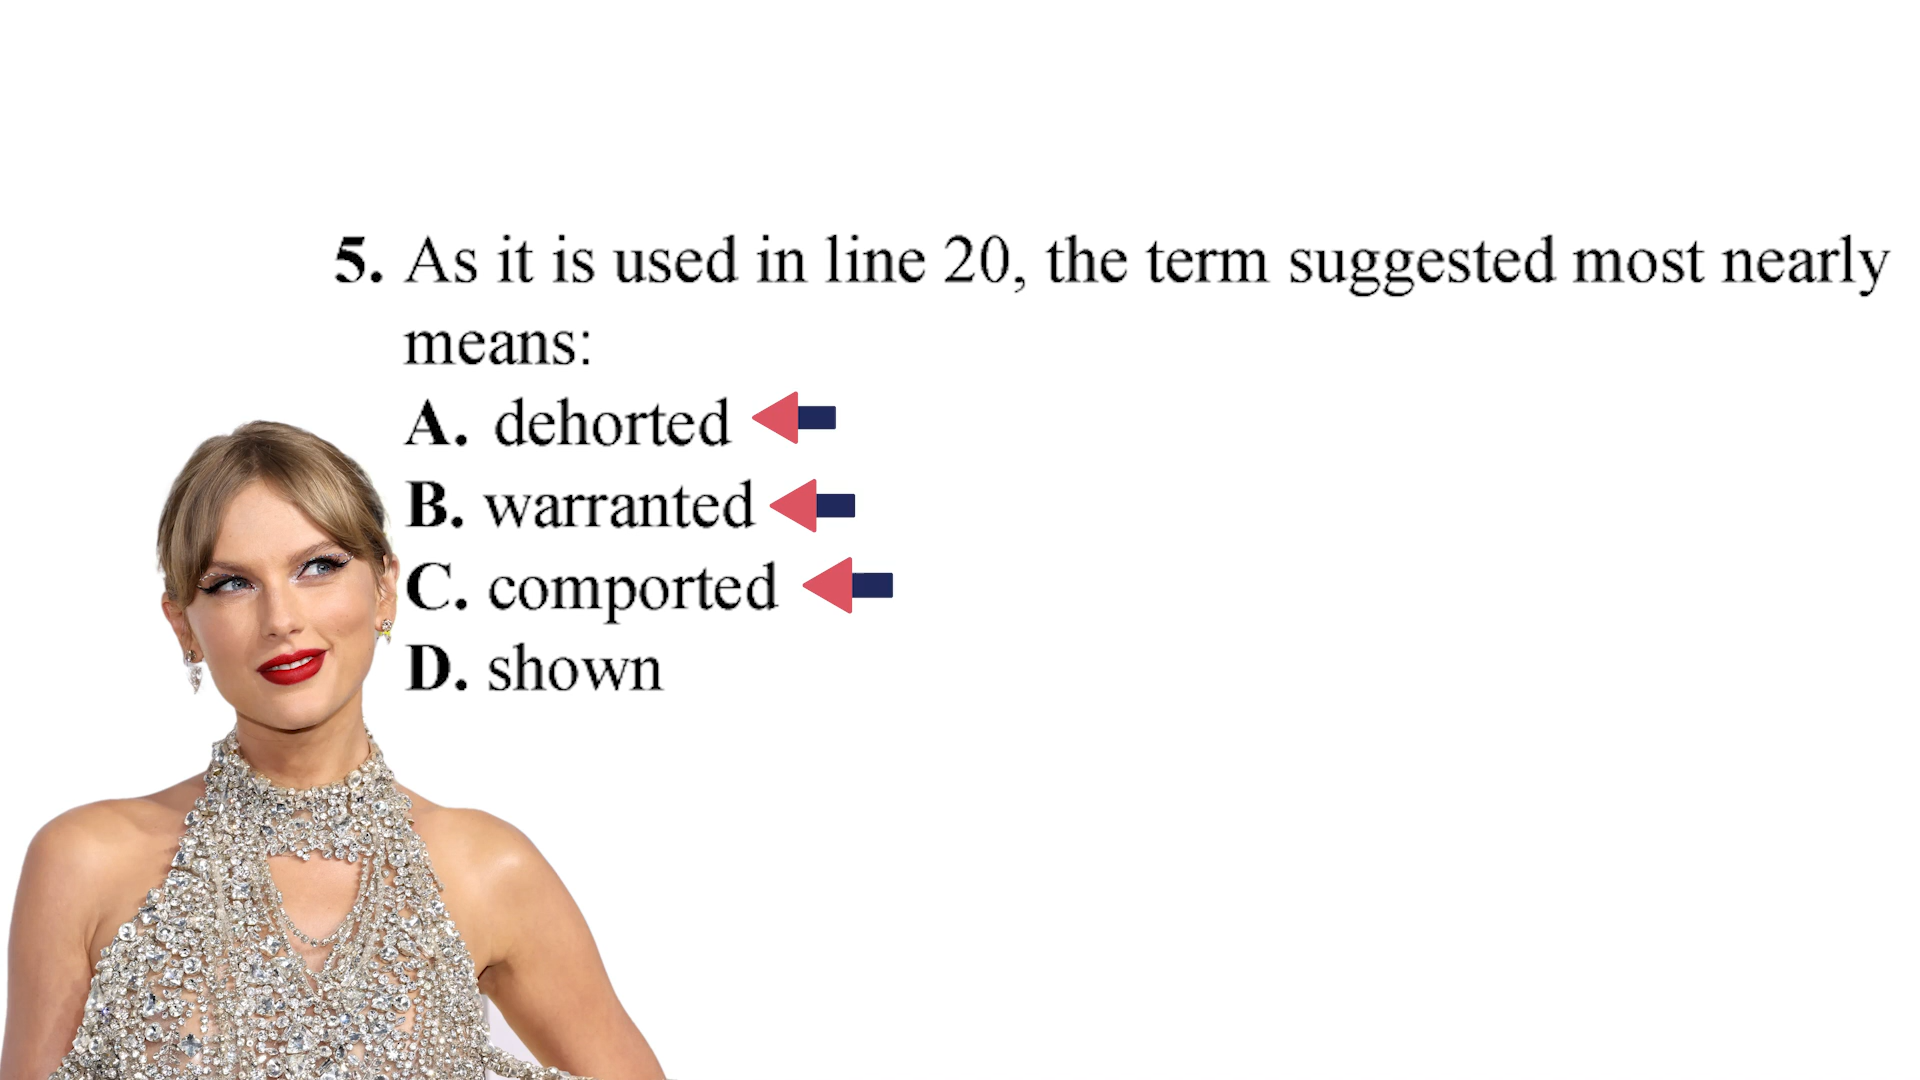 5. As it is used in line 20, the term suggested most nearly
means:
A. dehorted
B. warranted
C. comported
D. shown